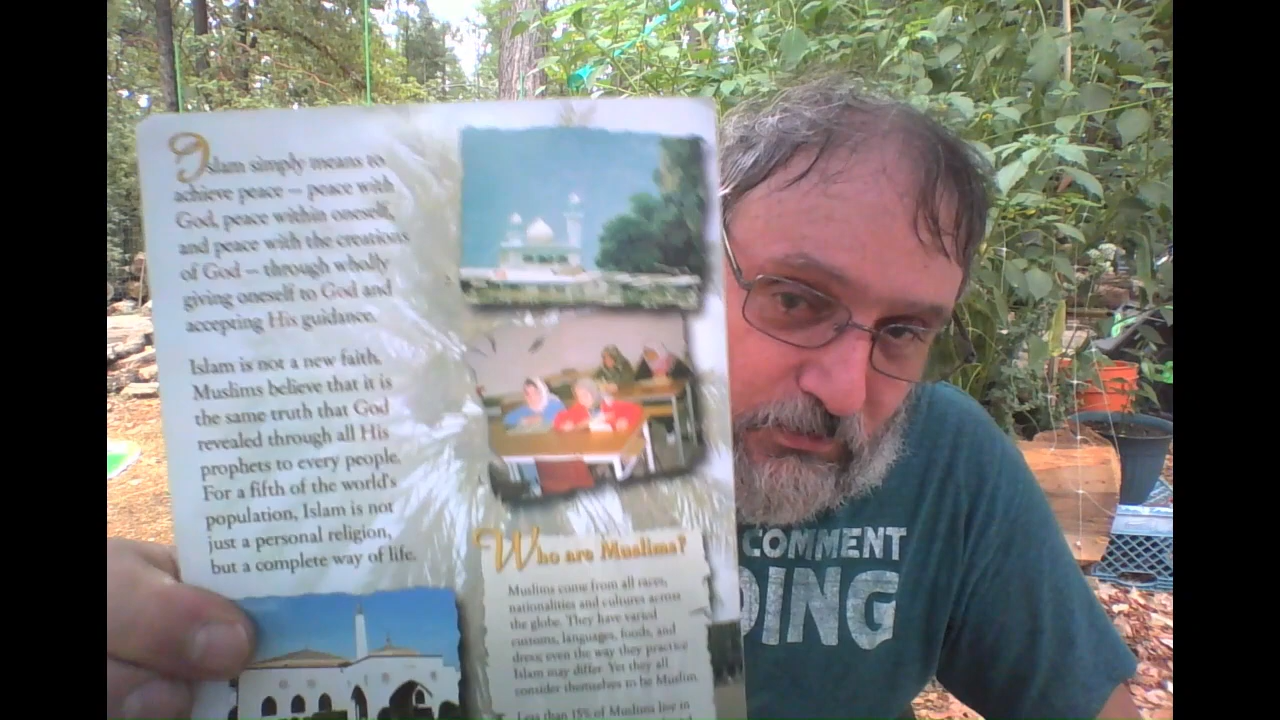 Islam simply means to
achieve peace – peace with
God, peace within oneself,
and peace with the creations
of God – through wholly
giving oneself to God and
accepting His guidance.
Islam is not a new faith.
Muslims believe that it is
the same truth that God
revealed through all His
prophets to every people.
For a fifth of the world's
population, Islam is not
just a personal religion,
but a complete way of life.
Who are Muslims?
Muslims come from all races,
nationalities and cultures across
the globe. They have varied
customs, languages, foods, and
dress; even the way they practice
Islam may differ. Yet they all
consider themselves to be Muslim.
Less than 15% of Muslims live in
COMMENT
DING